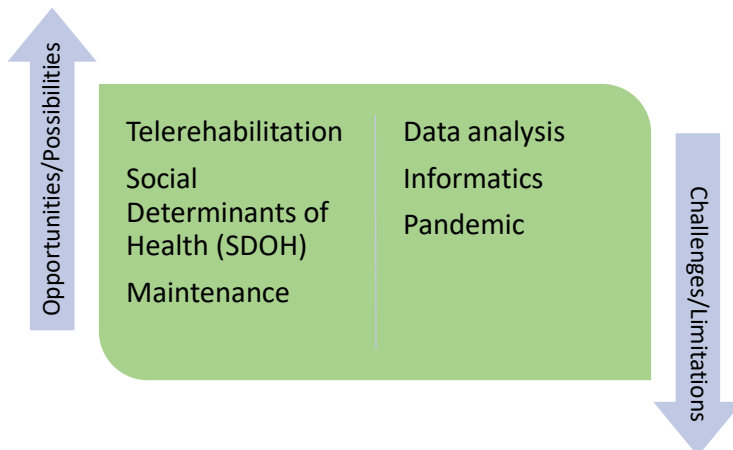 Opportunities/Possibilities
Telerehabilitation
Social
Determinants of
Health (SDOH)
Maintenance
Data analysis
Informatics
Pandemic
Challenges/Limitations